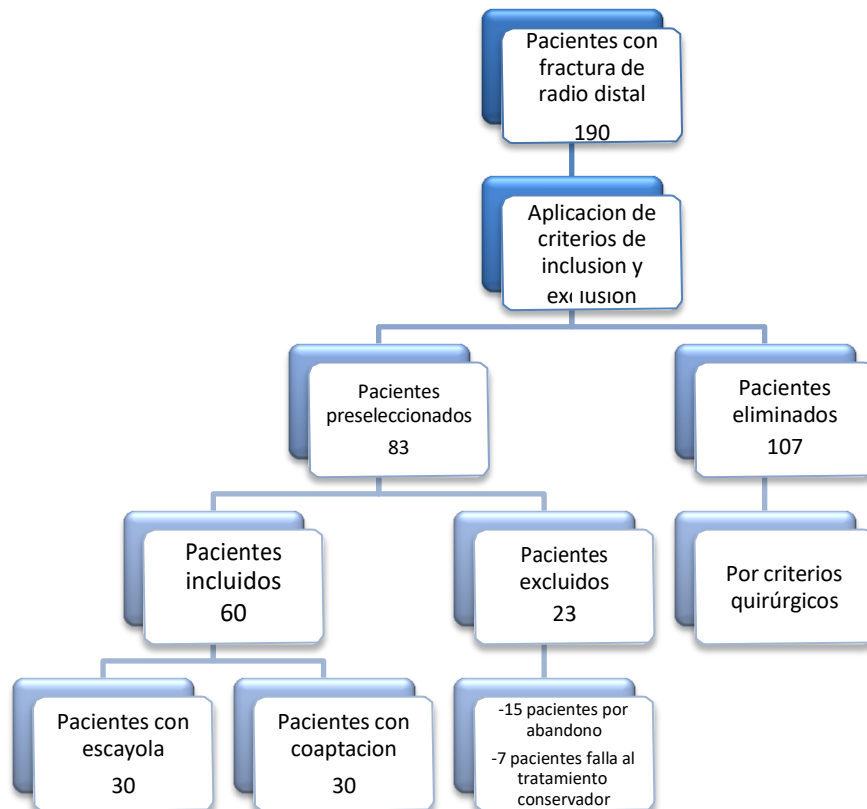 Pacientes con
fractura de
radio distal
190
Aplicacion de
criterios de
inclusion y
exclusion
Pacientes
preseleccionados
83
Pacientes
eliminados
107
Pacientes
incluidos
60
Pacientes
excluidos
23
Por criterios
quirúrgicos
Pacientes con
escayola
30
Pacientes con
coaptacion
30
-15 pacientes por
abandono
-7 pacientes falla al
tratamiento
conservador